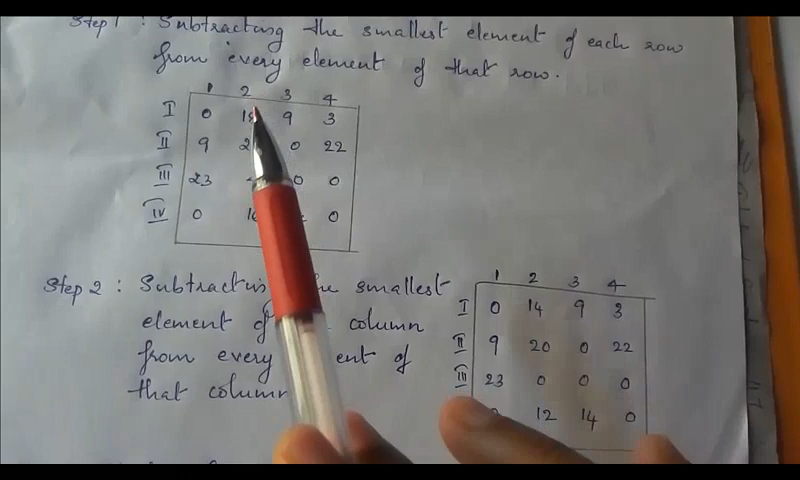 Step 1 : Subtracting the smallest element of each row
from every element of that row.
1 2 3 4
I 0 18 9 3
II 9 0 22
III 23 0 0
IV 0 16 0
Step 2 : Subtracting the smallest
element of column
from every of
that column
1 2 3 4
I 0 14 9 3
II 9 20 0 22
III 23 0 0 0
12 14 0